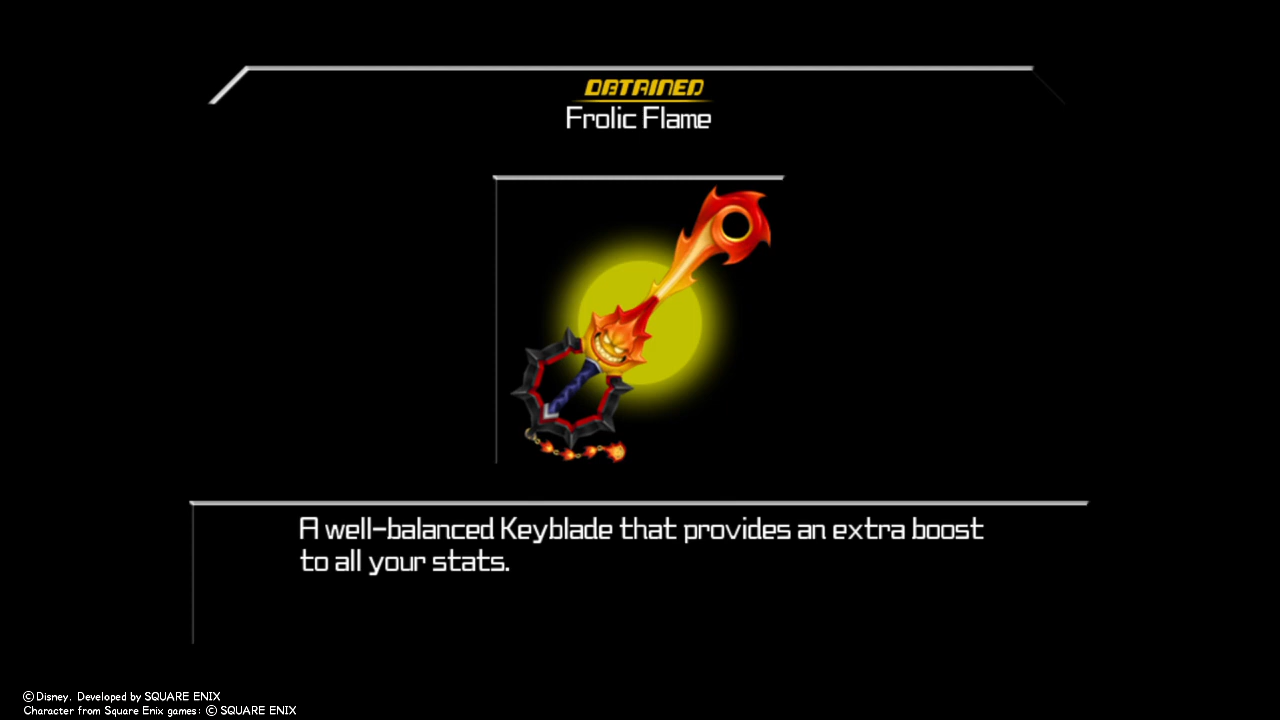 OBTAINED
Frolic Flame
A well-balanced Keyblade that provides an extra boost
to all your stats.
©Disney. Developed by SQUARE ENIX
Character from Square Enix games: © SQUARE ENIX